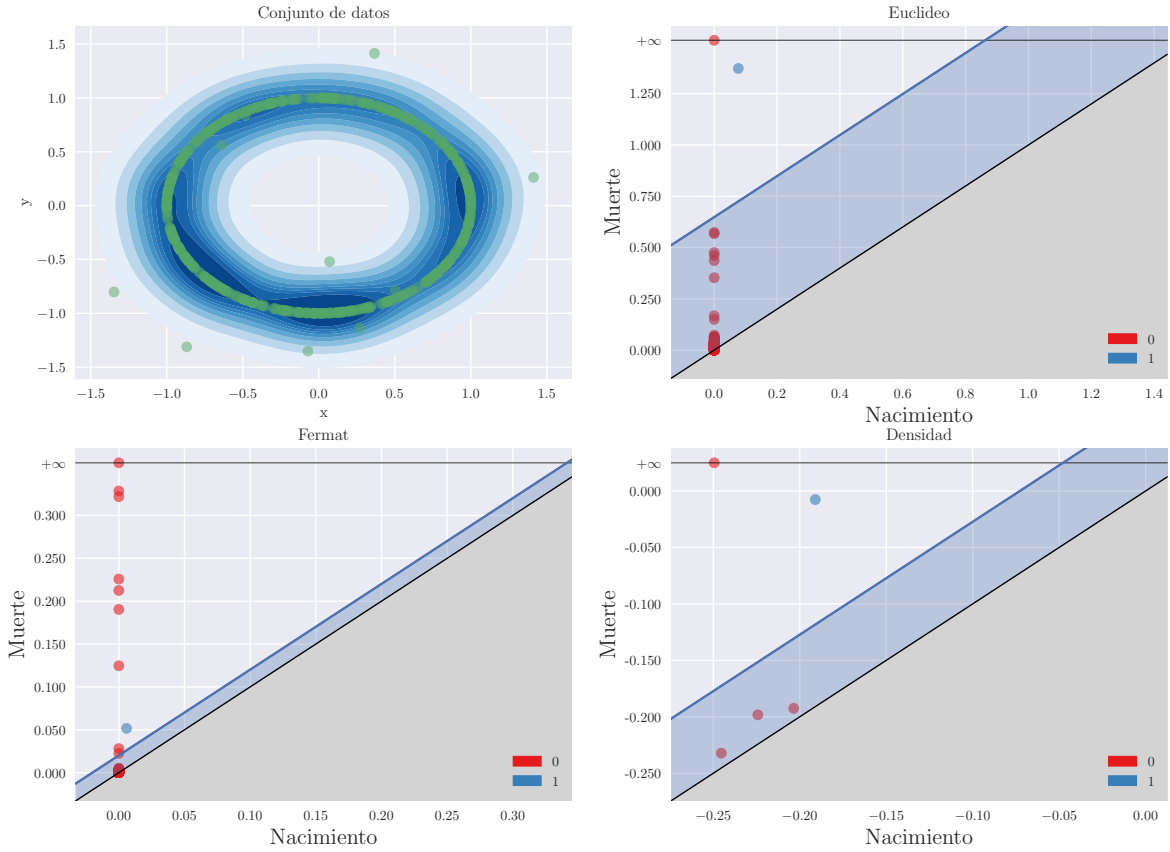 Conjunto de datos
1.5
1.0
0.5
0.0
−0.5
−1.0
−1.5
y
−1.5 −1.0 −0.5 0.0 0.5 1.0 1.5
x
Euclideo
+∞
1.250
1.000
0.750
0.500
0.250
0.000
Muerte
0
1
0.0 0.2 0.4 0.6 0.8 1.0 1.2 1.4
Nacimiento
Fermat
+∞
0.300
0.250
0.200
0.150
0.100
0.050
0.000
Muerte
0
1
0.00 0.05 0.10 0.15 0.20 0.25 0.30
Nacimiento
Densidad
+∞
0.000
-0.050
-0.100
-0.150
-0.200
-0.250
Muerte
0
1
−0.25 −0.20 −0.15 −0.10 −0.05 0.00
Nacimiento